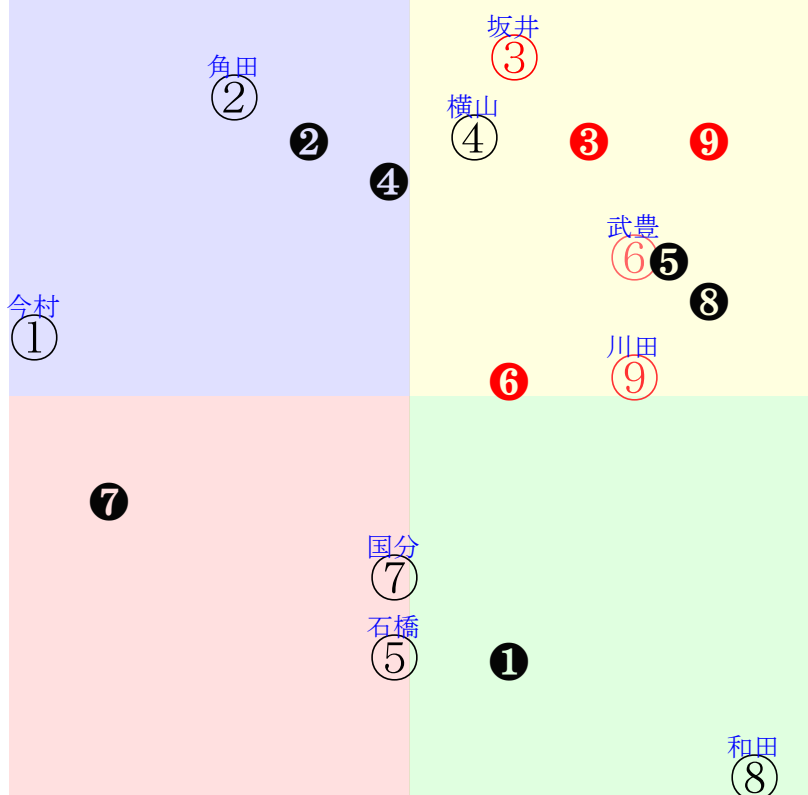 坂井
③
角田
②
横山
④
❷
❸
❾
❹
武豊
⑥
❺
❽
今村
①
川田
⑨
❻
❼
国分
⑦
石橋
⑤
❶
和田
⑧